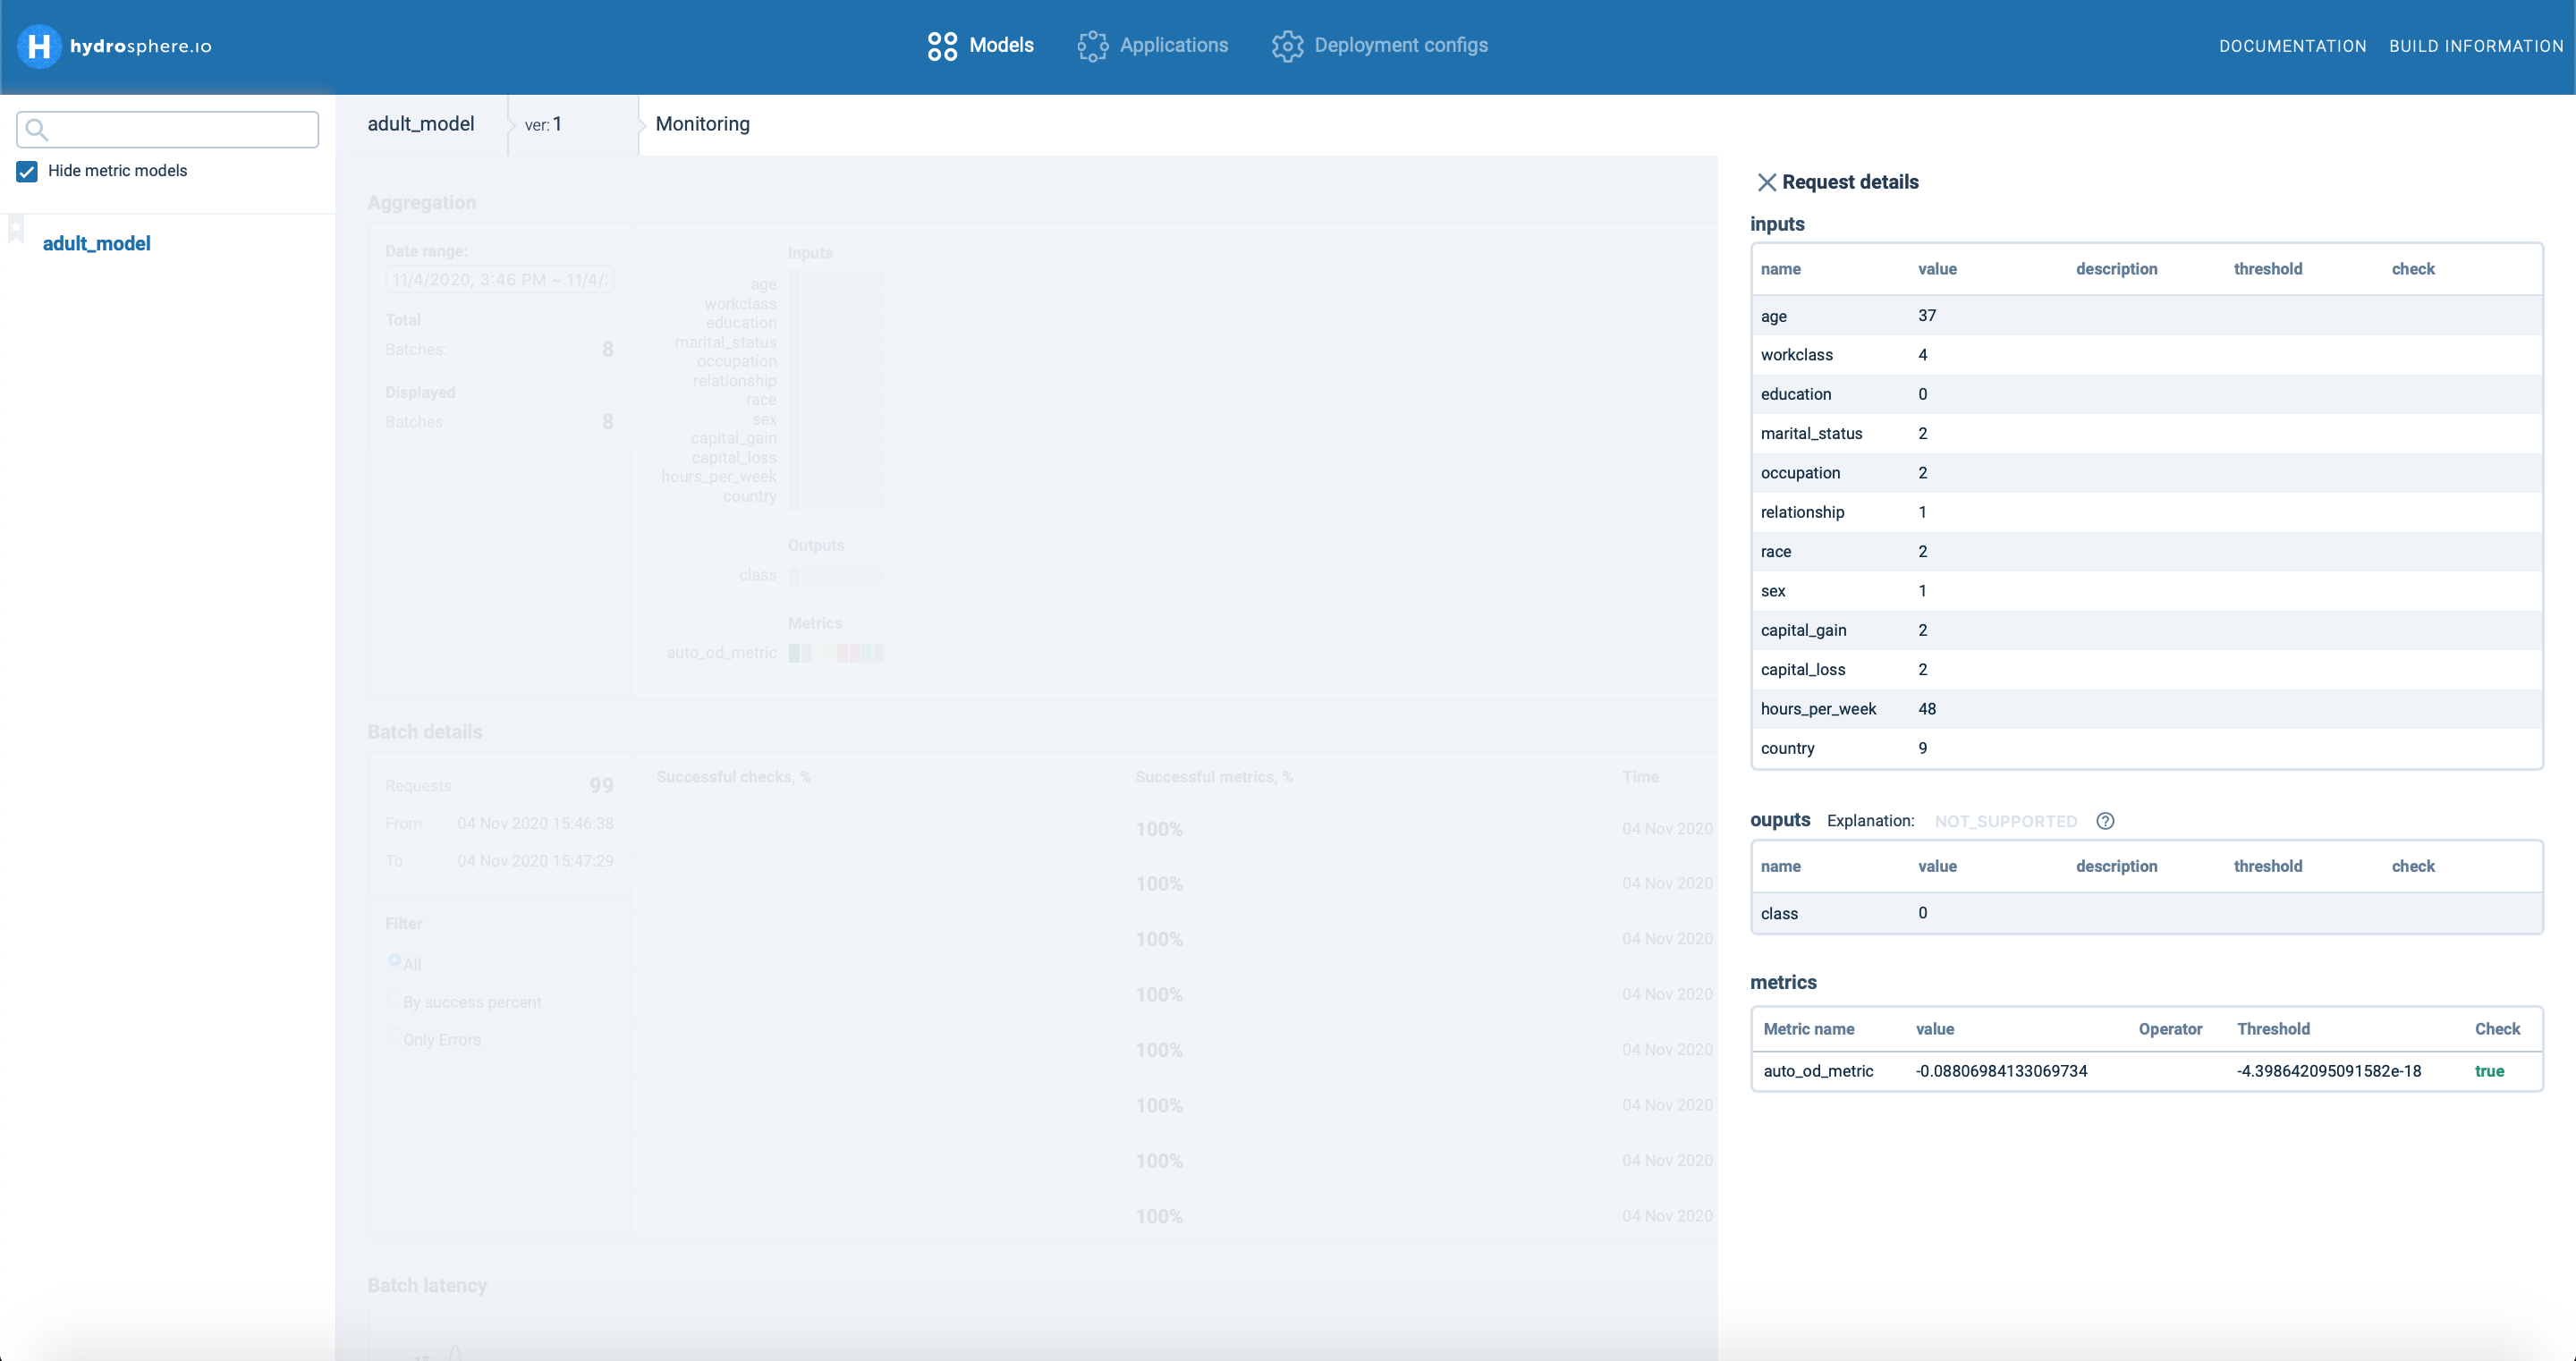 hydrosphere.io
Models
Applications
Deployment configs
DOCUMENTATION
BUILD INFORMATION
Hide metric models
adult_model
adult_model
ver: 1
Monitoring
Aggregation
Date range:
11/4/2020, 3:46 PM ~ 11/4/
Total
Batches: 8
Displayed
Batches: 8
Inputs
age
workclass
education
marital_status
occupation
relationship
race
sex
capital_gain
capital_loss
hours_per_week
country
Outputs
class
Metrics
auto_od_metric
Batch details
Requests 99
From 04 Nov 2020 15:46:38
To 04 Nov 2020 15:47:29
Filter
All
By success percent
Only Errors
Successful checks, % Successful metrics, % Time
100% 04 Nov 2020
100% 04 Nov 2020
100% 04 Nov 2020
100% 04 Nov 2020
100% 04 Nov 2020
100% 04 Nov 2020
100% 04 Nov 2020
100% 04 Nov 2020
Batch latency
Request details
inputs
name value description threshold check
age 37
workclass 4
education 0
marital_status 2
occupation 2
relationship 1
race 2
sex 1
capital_gain 2
capital_loss 2
hours_per_week 48
country 9
ouputs Explanation: NOT_SUPPORTED ?
name value description threshold check
class 0
metrics
Metric name value Operator Threshold Check
auto_od_metric -0.08806984133069734 -4.398642095091582e-18 true